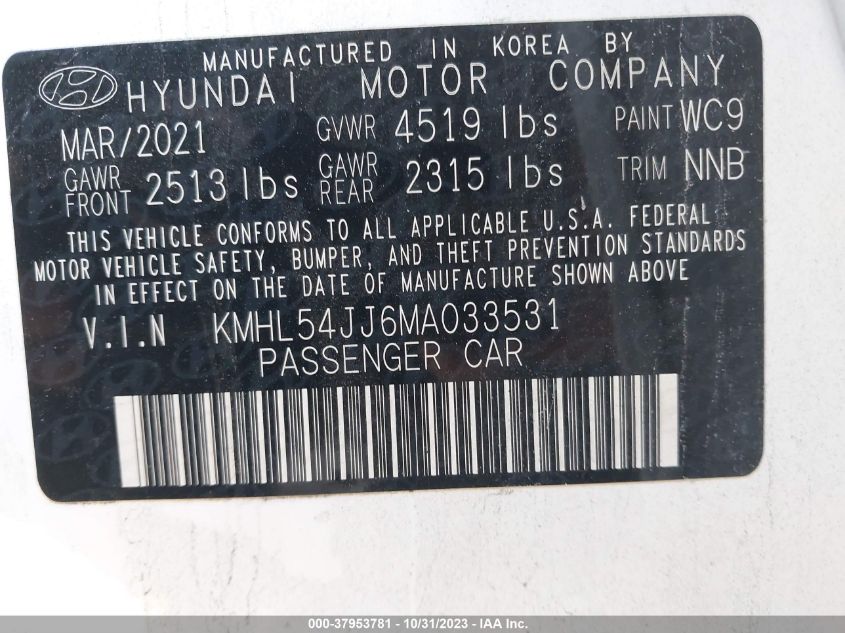 MANUFACTURED IN KOREA BY
HYUNDAI MOTOR COMPANY
MAR/2021 GVWR 4519 lbs PAINT WC9
GAWR FRONT 2513 lbs GAWR REAR 2315 lbs TRIM NNB
THIS VEHICLE CONFORMS TO ALL APPLICABLE U.S.A. FEDERAL
MOTOR VEHICLE SAFETY, BUMPER, AND THEFT PREVENTION STANDARDS
IN EFFECT ON THE DATE OF MANUFACTURE SHOWN ABOVE
V.I.N KMHL54JJ6MA033531
PASSENGER CAR
000-37953781 - 10/31/2023 - IAA Inc.